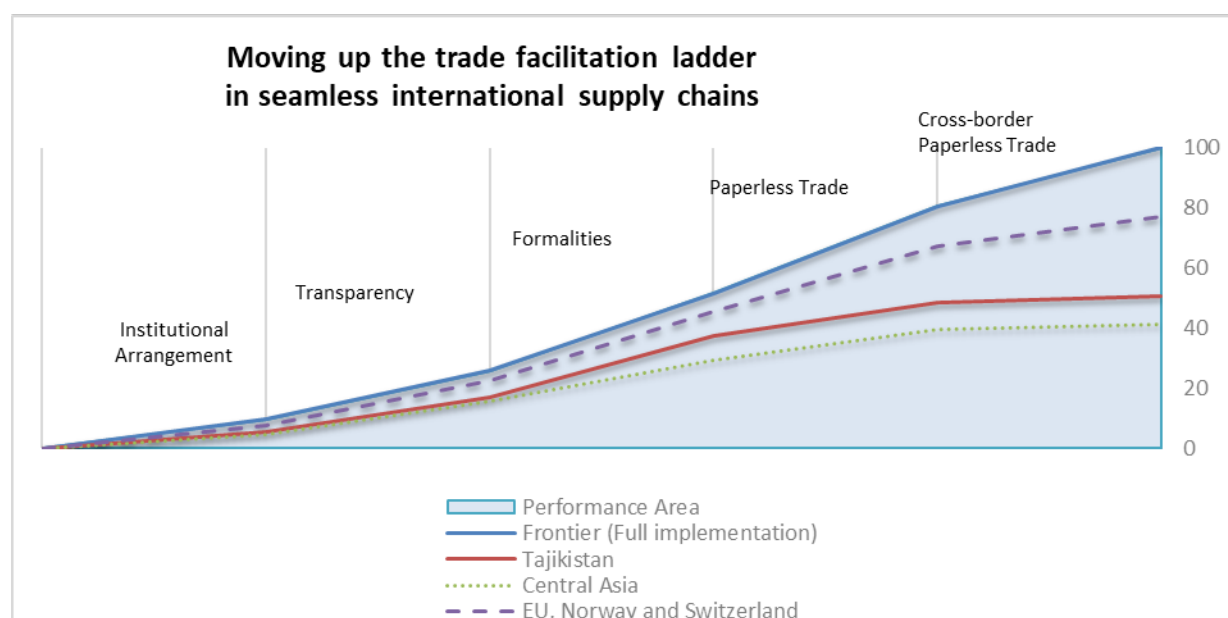 Moving up the trade facilitation ladder
in seamless international supply chains
Cross-border
Paperless Trade
100
Paperless Trade
80
Formalities
60
Transparency
Institutional
Arrangement
40
20
0
Performance Area
Frontier (Full implementation)
Tajikistan
Central Asia
EU, Norway and Switzerland